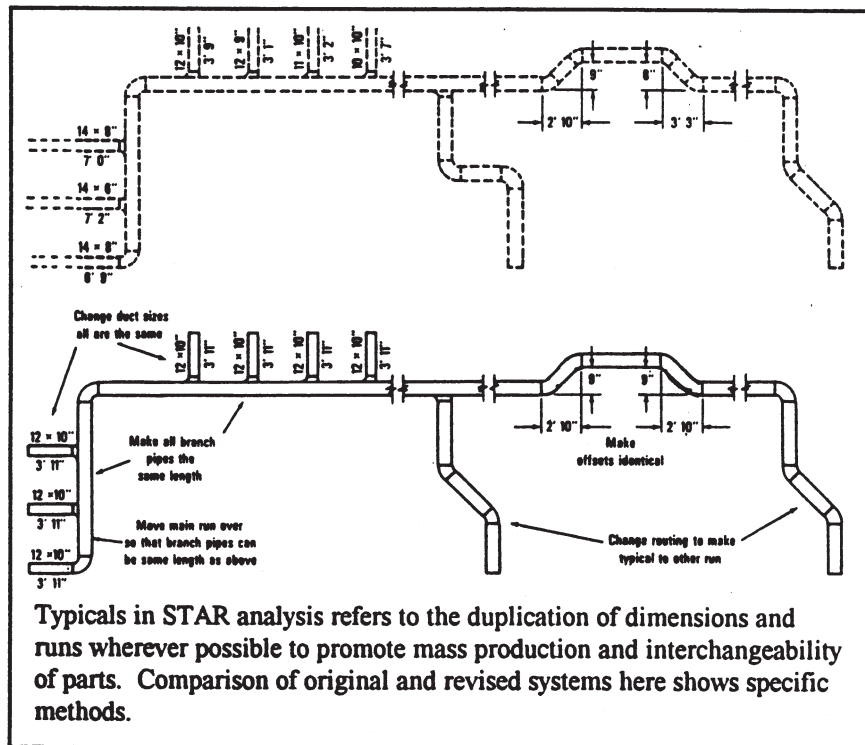 12 × 10"
3' 9"
12 × 9"
3' 1"
11 × 10"
3' 2"
10 × 10"
3' 7"
9"
8"
2' 10"
3' 3"
14 × 8"
7' 0"
14 × 6"
7' 2"
14 × 8"
6' 9"
Change duct sizes
all are the same
12 ×10"
3' 11"
12 × 10"
3' 11"
12 × 10"
3' 11"
12 × 10"
3' 11"
9"
9"
2' 10"
2' 10"
Make
offsets identical
12 × 10"
3' 11"
Make all branch
pipes the
same length
12 ×10"
3' 11"
Move main run over
so that branch pipes can
be same length as above
12 ×10"
3' 11"
Change routing to make
typical to other run
Typicals in STAR analysis refers to the duplication of dimensions and
runs wherever possible to promote mass production and interchangeability
of parts. Comparison of original and revised systems here shows specific
methods.